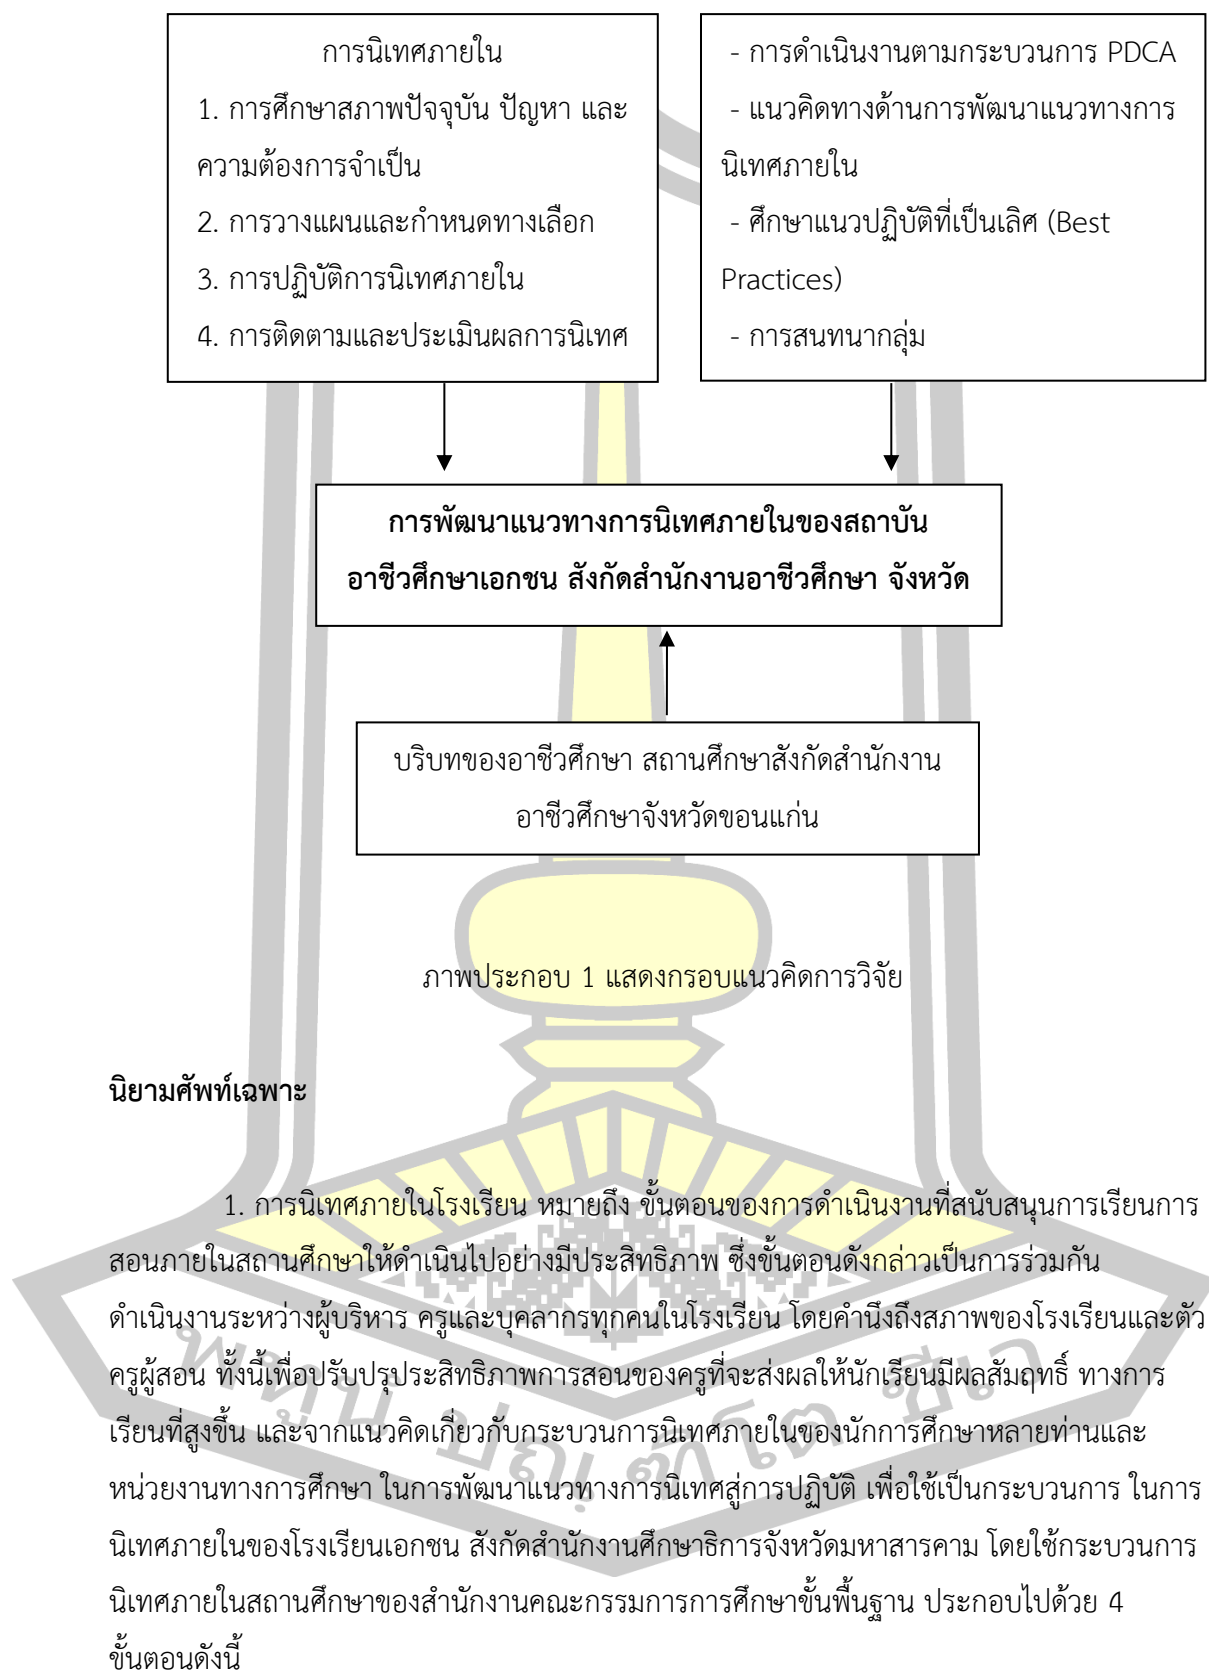 การนิเทศภายใน
1. การศึกษาสภาพปัจจุบัน ปัญหา และ
ความต้องการจำเป็น
2. การวางแผนและกำหนดทางเลือก
3. การปฏิบัติการนิเทศภายใน
4. การติดตามและประเมินผลการนิเทศ
- การดำเนินงานตามกระบวนการ PDCA
- แนวคิดทางด้านการพัฒนาแนวทางการ
นิเทศภายใน
- ศึกษาแนวปฏิบัติที่เป็นเลิศ (Best
Practices)
- การสนทนากลุ่ม
การพัฒนาแนวทางการนิเทศภายในของสถาบัน
อาชีวศึกษาเอกชน สังกัดสำนักงานอาชีวศึกษา จังหวัด
บริบทของอาชีวศึกษา สถานศึกษาสังกัดสำนักงาน
อาชีวศึกษาจังหวัดขอนแก่น
ภาพประกอบ 1 แสดงกรอบแนวคิดการวิจัย
นิยามศัพท์เฉพาะ
1. การนิเทศภายในโรงเรียน หมายถึง ขั้นตอนของการดำเนินงานที่สนับสนุนการเรียนการ
สอนภายในสถานศึกษาให้ดำเนินไปอย่างมีประสิทธิภาพ ซึ่งขั้นตอนดังกล่าวเป็นการร่วมกัน
ดำเนินงานระหว่างผู้บริหาร ครูและบุคลากรทุกคนในโรงเรียน โดยคำนึงถึงสภาพของโรงเรียนและตัว
ครูผู้สอน ทั้งนี้เพื่อปรับปรุประสิทธิภาพการสอนของครูที่จะส่งผลให้นักเรียนมีผลสัมฤทธิ์ ทางการ
เรียนที่สูงขึ้น และจากแนวคิดเกี่ยวกับกระบวนการนิเทศภายในของนักการศึกษาหลายท่านและ
หน่วยงานทางการศึกษา ในการพัฒนาแนวทางการนิเทศสู่การปฏิบัติ เพื่อใช้เป็นกระบวนการ ในการ
นิเทศภายในของโรงเรียนเอกชน สังกัดสำนักงานศึกษาธิการจังหวัดมหาสารคาม โดยใช้กระบวนการ
นิเทศภายในสถานศึกษาของสำนักงานคณะกรรมการการศึกษาขั้นพื้นฐาน ประกอบไปด้วย 4
ขั้นตอนดังนี้
พหูนํ ปณฺฑิโต ชีเว